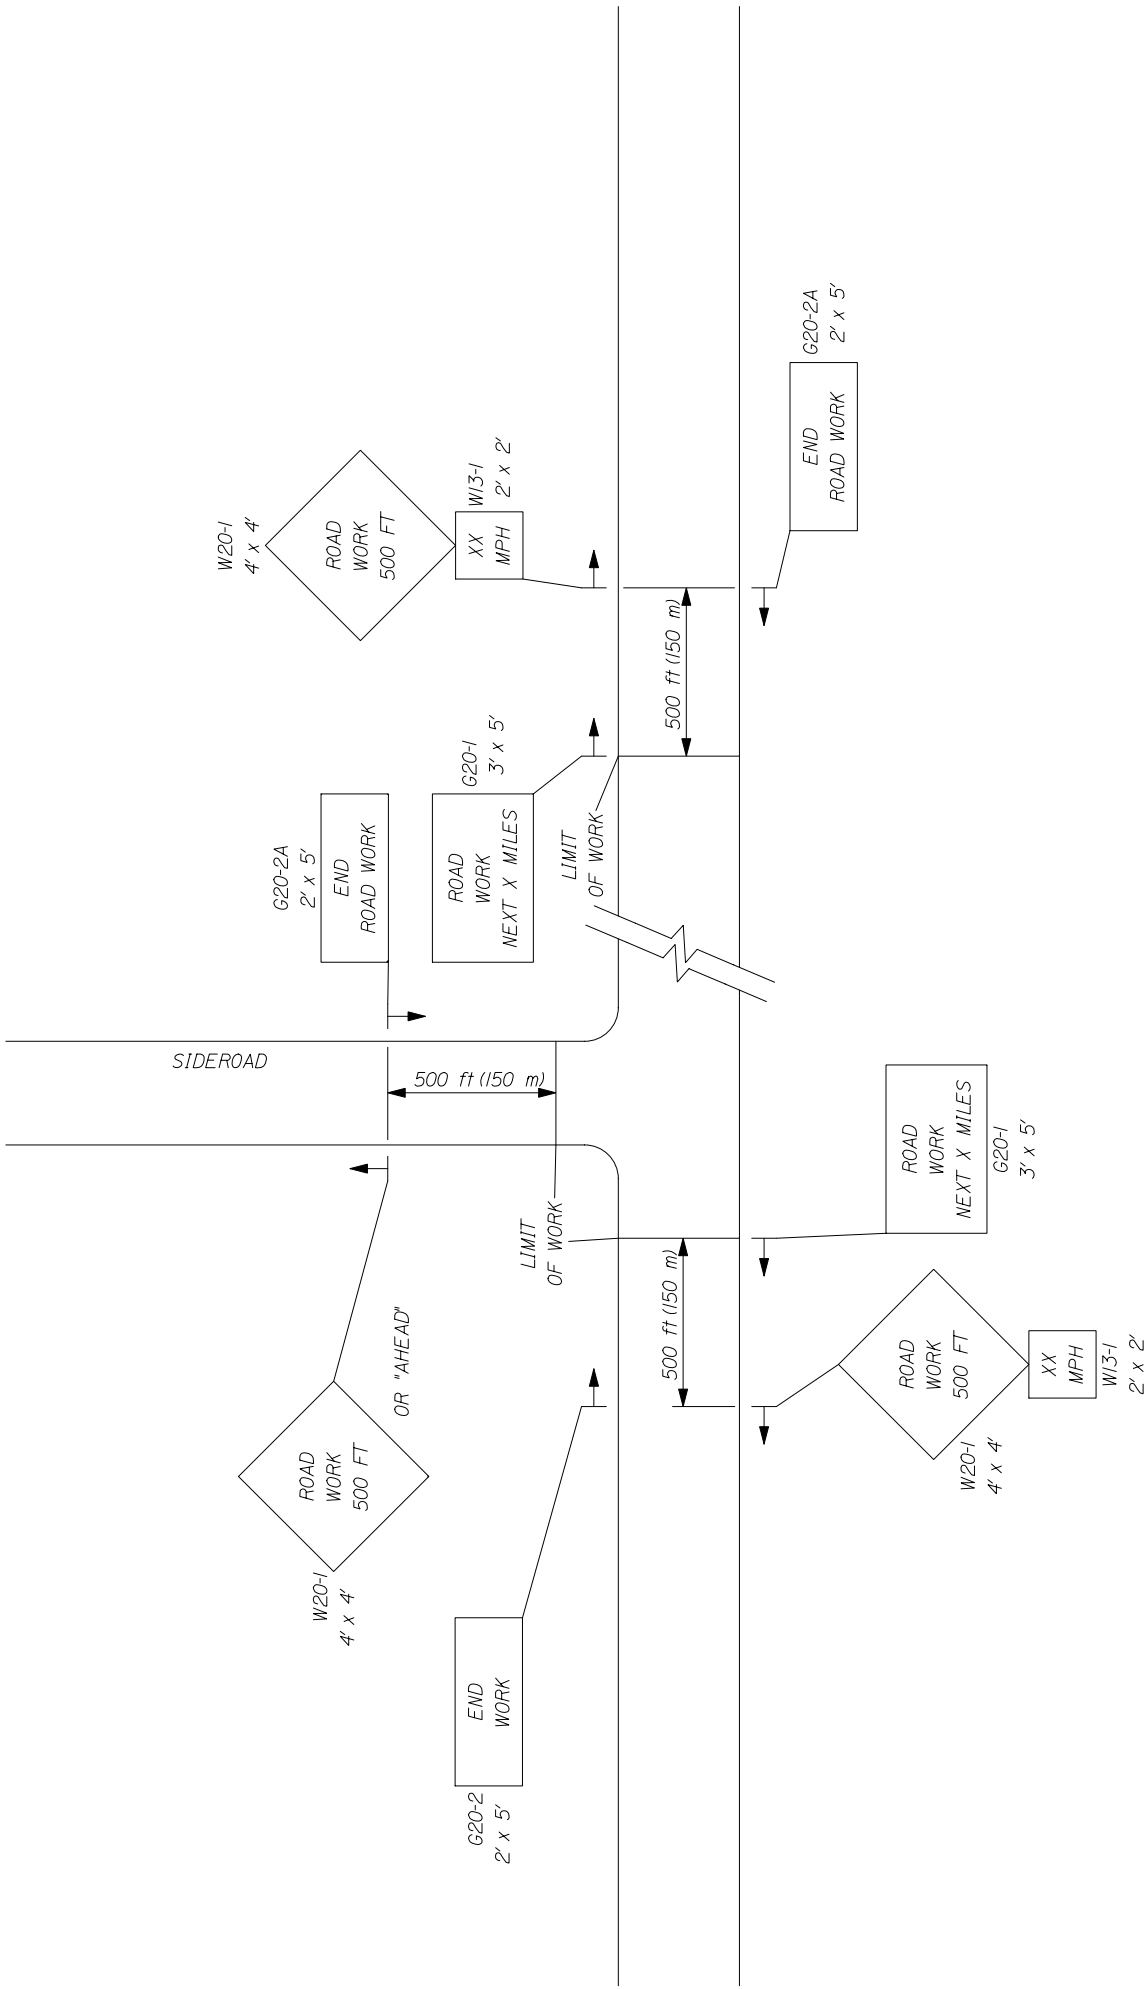 W20-1
4' x 4'
ROAD
WORK
500 FT
XX
MPH
W13-1
2' x 2'
G20-2A
2' x 5'
END
ROAD WORK
500 ft (150 m)
G20-1
3' x 5'
ROAD
WORK
NEXT X MILES
LIMIT
OF WORK
G20-2A
2' x 5'
END
ROAD WORK
SIDEROAD
500 ft (150 m)
ROAD
WORK
NEXT X MILES
G20-1
3' x 5'
LIMIT
OF WORK
500 ft (150 m)
OR "AHEAD"
ROAD
WORK
500 FT
W20-1
4' x 4'
ROAD
WORK
500 FT
XX
MPH
W13-1
2' x 2'
W20-1
4' x 4'
END
WORK
G20-2
2' x 5'